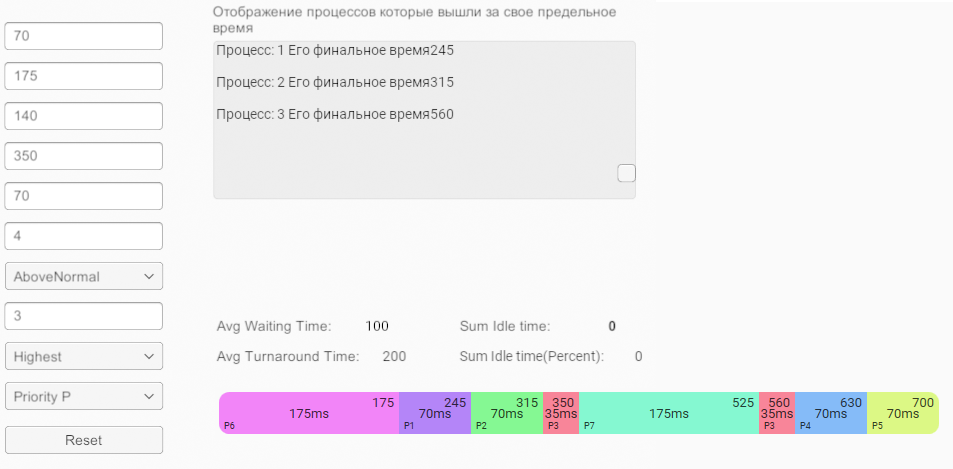 70
175
140
350
70
4
AboveNormal
3
Highest
Priority P
Reset
Отображение процессов которые вышли за свое предельное
время
Процесс: 1 Его финальное время245
Процесс: 2 Его финальное время315
Процесс: 3 Его финальное время560
Avg Waiting Time: 100 Sum Idle time: 0
Avg Turnaround Time: 200 Sum Idle time(Percent): 0
175 245 315 350 525 560 630 700
175ms 70ms 70ms 35ms 175ms 35ms 70ms 70ms
P6 P1 P2 P3 P7 P3 P4 P5